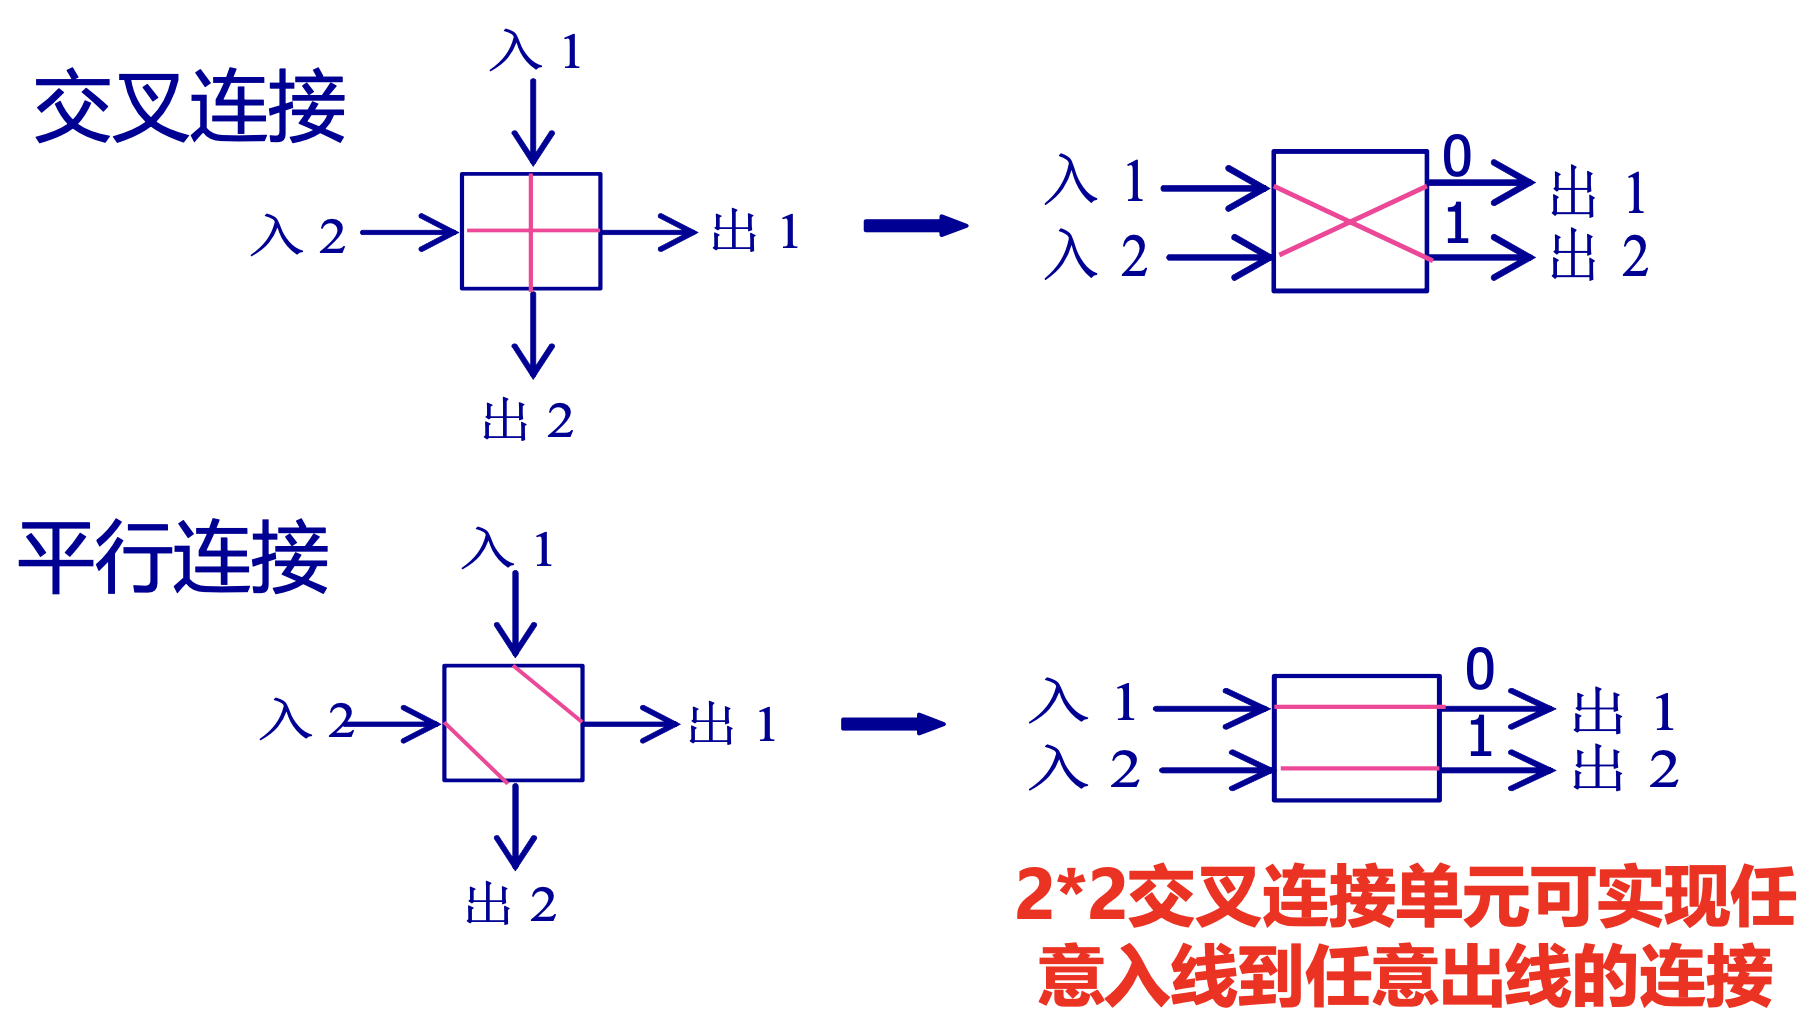 交叉连接
入 1
入 2
出 1
出 2
入 1
入 2
0
1
出 1
出 2
平行连接
入 1
入 2
出 1
出 2
入 1
入 2
0
1
出 1
出 2
2*2交叉连接单元可实现任
意入线到任意出线的连接